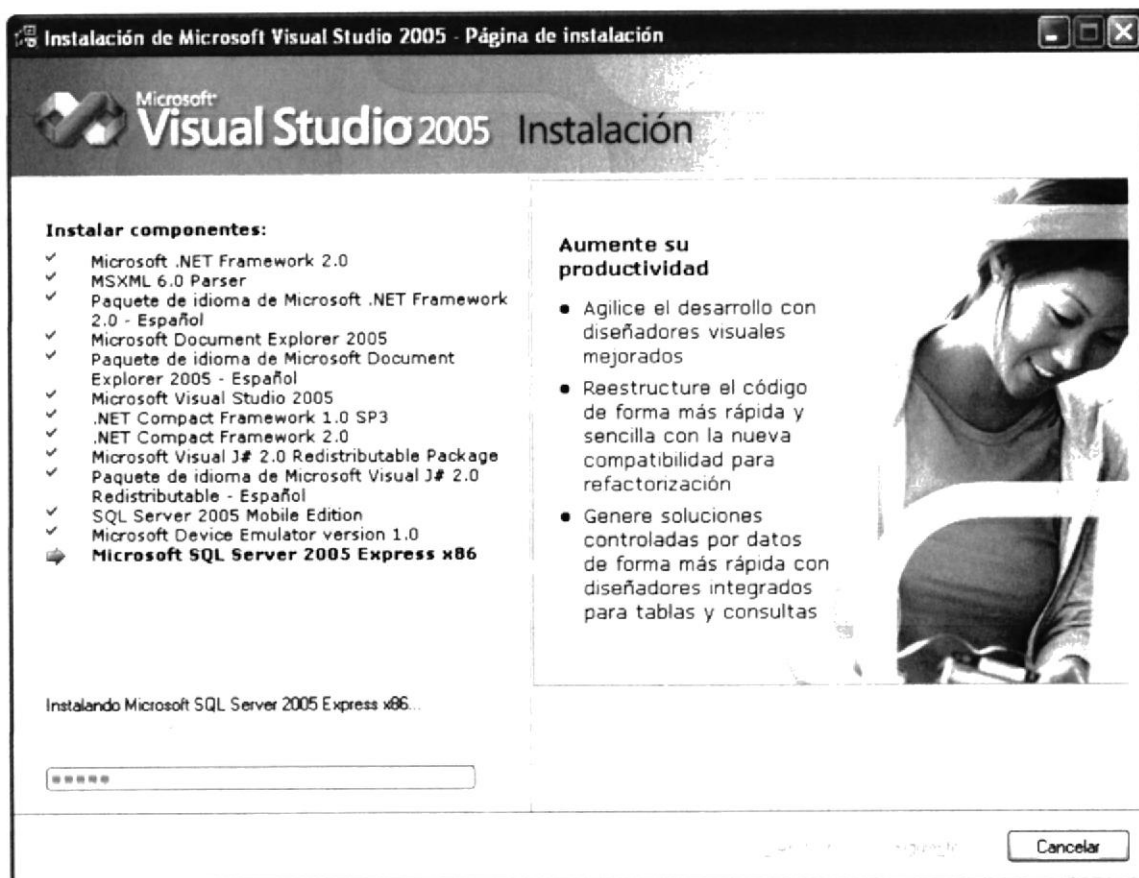 Instalación de Microsoft Visual Studio 2005 - Página de instalación
Microsoft
Visual Studio 2005 Instalación
Instalar componentes:
Microsoft .NET Framework 2.0
MSXML 6.0 Parser
Paquete de idioma de Microsoft .NET Framework
2.0 - Español
Microsoft Document Explorer 2005
Paquete de idioma de Microsoft Document
Explorer 2005 - Español
Microsoft Visual Studio 2005
.NET Compact Framework 1.0 SP3
.NET Compact Framework 2.0
Microsoft Visual J# 2.0 Redistributable Package
Paquete de idioma de Microsoft Visual J# 2.0
Redistributable - Español
SQL Server 2005 Mobile Edition
Microsoft Device Emulator version 1.0
Microsoft SQL Server 2005 Express x86
Instalando Microsoft SQL Server 2005 Express x86...
Aumente su
productividad
● Agilice el desarrollo con
diseñadores visuales
mejorados
● Reestructure el código
de forma más rápida y
sencilla con la nueva
compatibilidad para
refactorización
● Genere soluciones
controladas por datos
de forma más rápida con
diseñadores integrados
para tablas y consultas
Cancelar